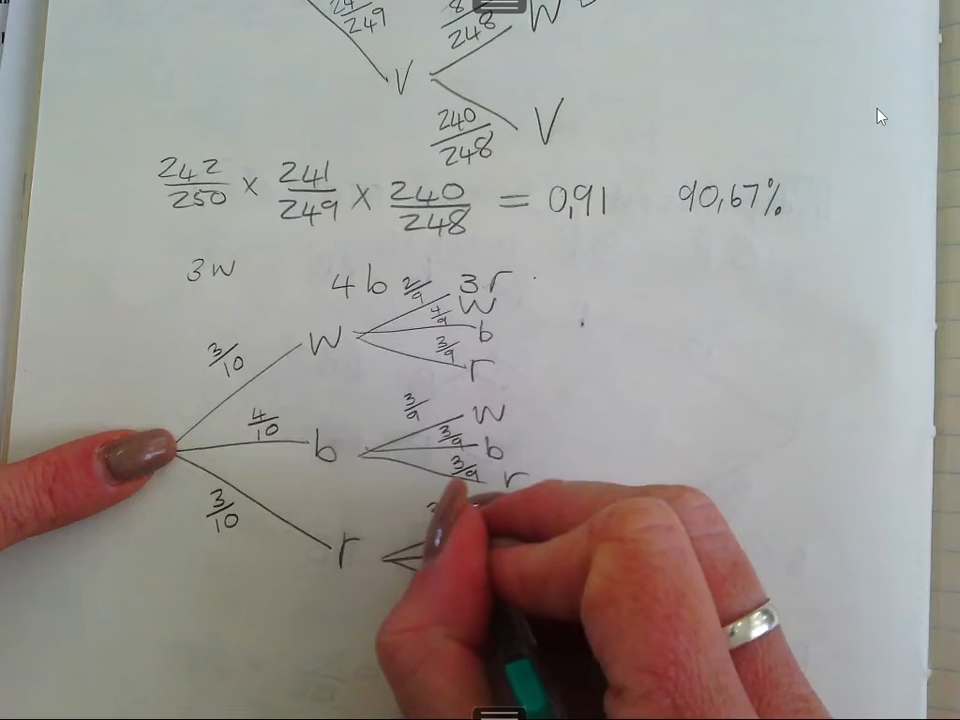 249
8/248 W
V
240/248 V
242/250 × 241/249 × 240/248 = 0,91 90,67%
3w 4b 3r
2/9 W
3/10 W 4/9 b
3/9 r
3/9 W
4/10 b 3/9 b
3/9 r
3/10 r